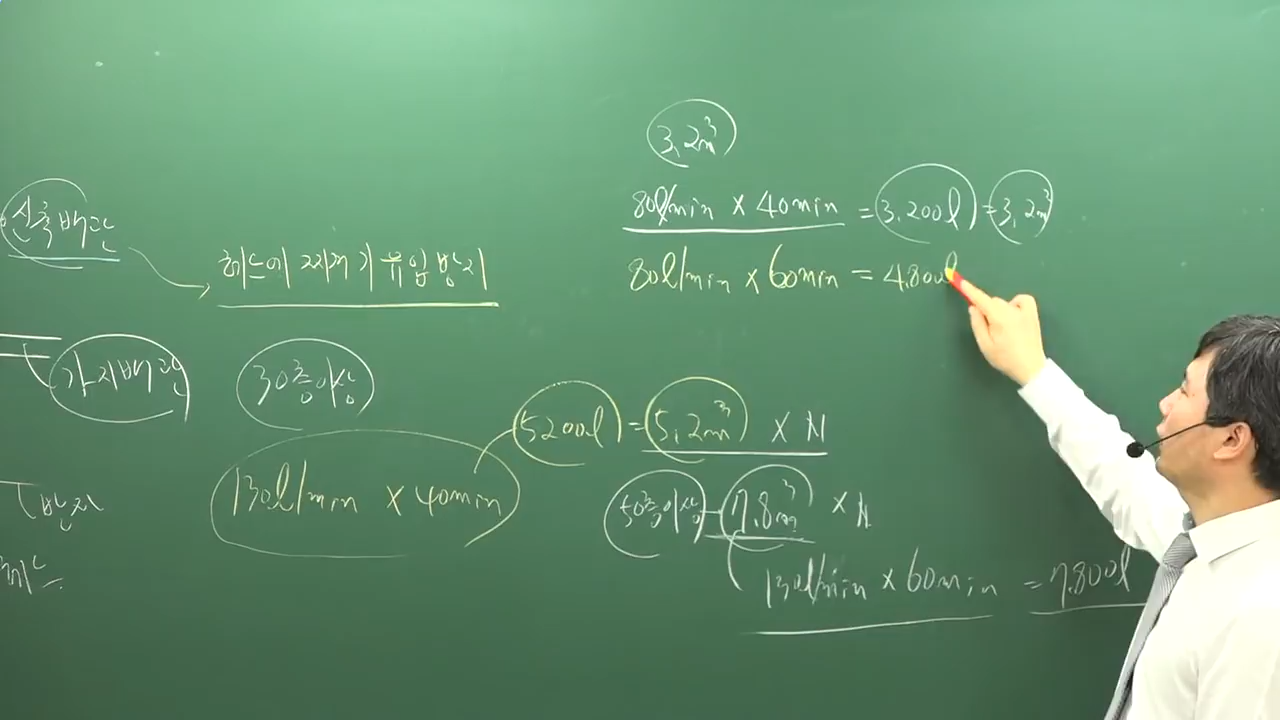 3.2m³
80l/min × 40min = 3.200l = 3.2m³
80l/min × 60min = 4.800l
신축배관
헤드에 찌꺼기 유입 방지
가지배관
30층이상
5200l = 5.2m³ × N
130l/min × 40min
50층이상 - 7.8m³ × N
방지
130l/min × 60min = 7.800l